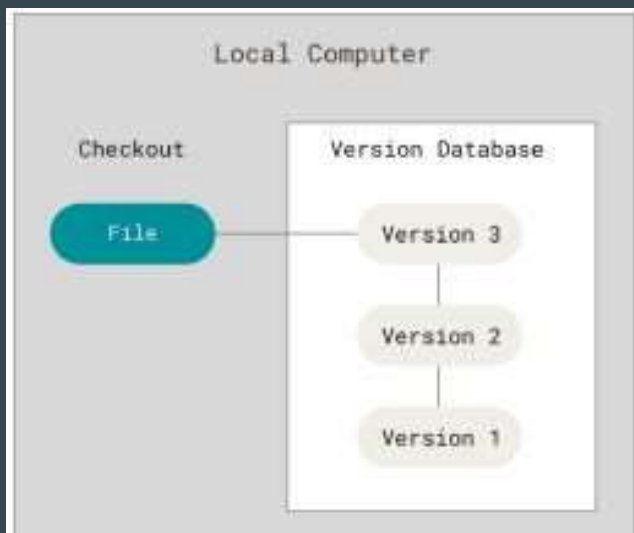 Local Computer
Checkout
Version Database
File
Version 3
Version 2
Version 1